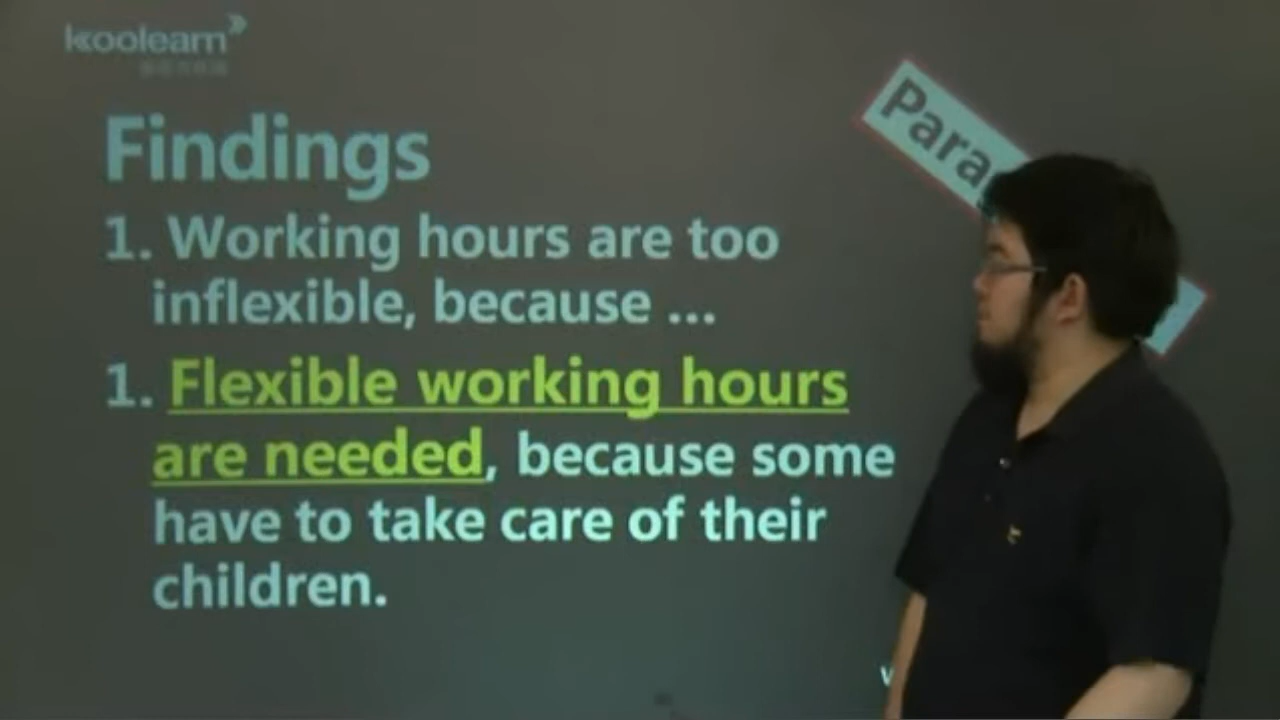 koolearn
Findings
1. Working hours are too
inflexible, because ...
1. Flexible working hours
are needed, because some
have to take care of their
children.